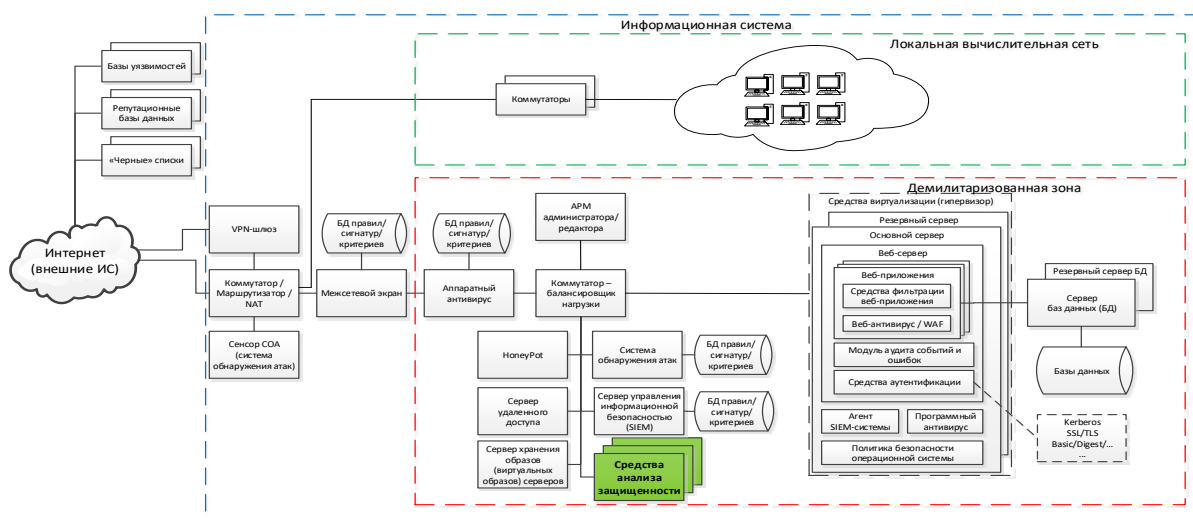 Информационная система
Локальная вычислительная сеть
Базы уязвимостей
Репутационные
базы данных
«Черные» списки
Коммутаторы
Демилитаризованная зона
Интернет
(внешние ИС)
VPN-шлюз
Коммутатор /
Маршрутизатор /
NAT
Сенсор СОА
(система
обнаружения атак)
БД правил/
сигнатур/
критериев
Межсетевой экран
БД правил/
сигнатур/
критериев
Аппаратный
антивирус
АРМ
администратора/
редактора
Коммутатор –
балансировщик
нагрузки
HoneyPot
Система
обнаружения атак
БД правил/
сигнатур/
критериев
Сервер
удаленного
доступа
Сервер управления
информационной
безопасностью
(SIEM)
БД правил/
сигнатур/
критериев
Сервер хранения
образов
(виртуальных
образов) серверов
Средства
анализа
защищенности
Средства виртуализации (гипервизор)
Резервный сервер
Основной сервер
Веб-сервер
Веб-приложения
Средства фильтрации
веб-приложения
Веб-антивирус / WAF
Модуль аудита событий и
ошибок
Средства аутентификации
Агент
SIEM-системы
Программный
антивирус
Политика безопасности
операционной системы
Резервный сервер БД
Сервер
баз данных (БД)
Базы данных
Kerberos
SSL/TLS
Basic/Digest/...
...